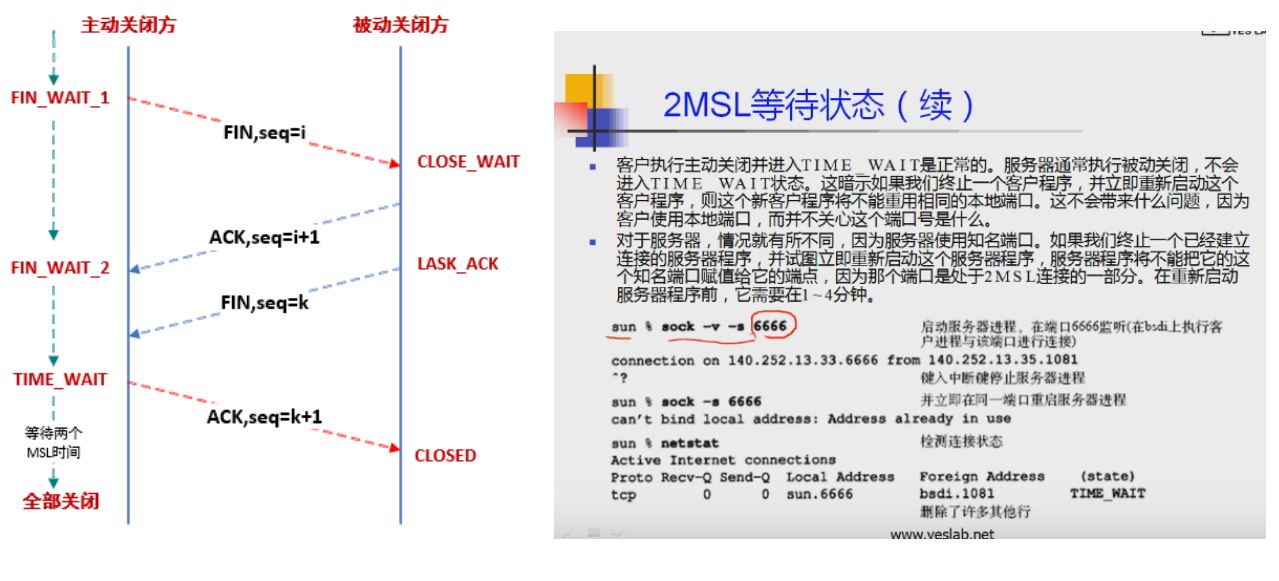 主动关闭方
被动关闭方
FIN_WAIT_1
FIN,seq=i
CLOSE_WAIT
ACK,seq=i+1
FIN_WAIT_2
LASK_ACK
FIN,seq=k
TIME_WAIT
ACK,seq=k+1
等待两个
MSL时间
CLOSED
全部关闭
2MSL等待状态（续）
客户执行主动关闭并进入TIME_WAIT是正常的。服务器通常执行被动关闭，不会
进入TIME_WAIT状态。这暗示如果我们终止一个客户程序，并立即重新启动这个
客户程序，则这个新客户程序将不能重用相同的本地端口。这不会带来什么问题，因为
客户使用本地端口，而并不关心这个端口号是什么。
对于服务器，情况就有所不同，因为服务器使用知名端口。如果我们终止一个已经建立
连接的服务器程序，并试图立即重新启动这个服务器程序，服务器程序将不能把它的这
个知名端口赋值给它的端点，因为那个端口是处于2MSL连接的一部分。在重新启动
服务器程序前，它需要在1~4分钟。
sun % sock -v -s 6666 启动服务器进程，在端口6666监听(在bsdi上执行客
户进程与该端口进行连接)
connection on 140.252.13.33.6666 from 140.252.13.35.1081
^? 键入中断键停止服务器进程
sun % sock -s 6666 并立即在同一端口重启服务器进程
can't bind local address: Address already in use
sun % netstat 检测连接状态
Active Internet connections
Proto Recv-Q Send-Q Local Address Foreign Address (state)
tcp 0 0 sun.6666 bsdi.1081 TIME_WAIT
删除了许多其他行
www.yeslab.net